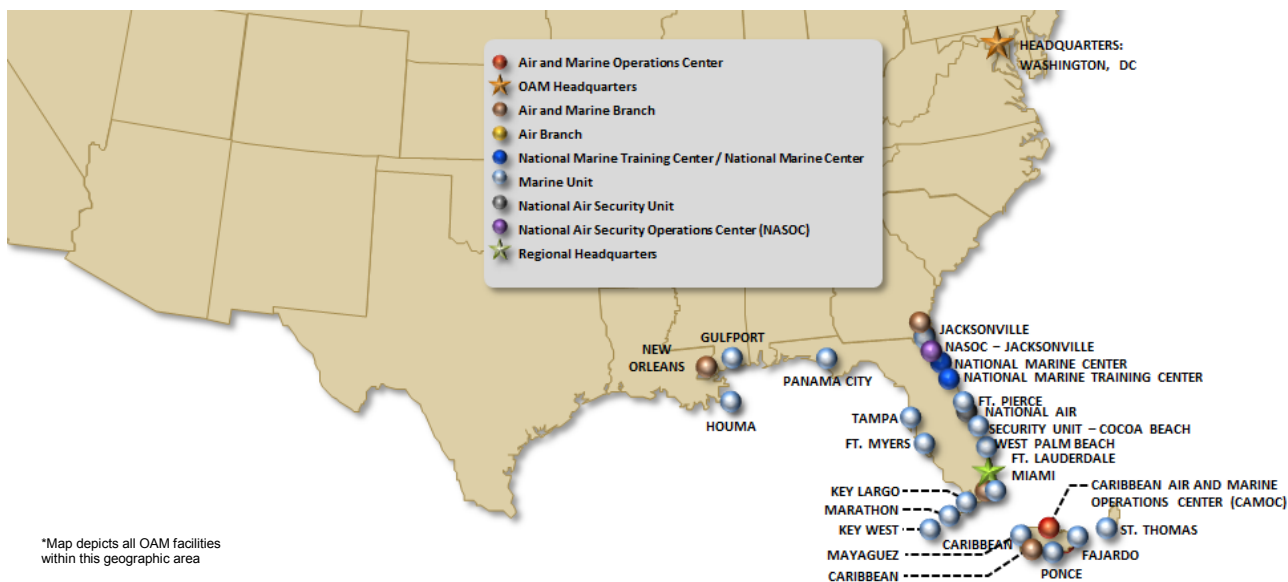 HEADQUARTERS:
WASHINGTON, DC
Air and Marine Operations Center
OAM Headquarters
Air and Marine Branch
Air Branch
National Marine Training Center / National Marine Center
Marine Unit
National Air Security Unit
National Air Security Operations Center (NASOC)
Regional Headquarters
JACKSONVILLE
NASOC – JACKSONVILLE
NATIONAL MARINE CENTER
NATIONAL MARINE TRAINING CENTER
GULFPORT
NEW
ORLEANS
PANAMA CITY
HOUMA
TAMPA
FT. MYERS
FT. PIERCE
NATIONAL AIR
SECURITY UNIT – COCOA BEACH
WEST PALM BEACH
FT. LAUDERDALE
MIAMI
KEY LARGO
MARATHON
KEY WEST
CARIBBEAN AIR AND MARINE
OPERATIONS CENTER (CAMOC)
ST. THOMAS
CARIBBEAN
MAYAGUEZ
FAJARDO
PONCE
CARIBBEAN
*Map depicts all OAM facilities
within this geographic area